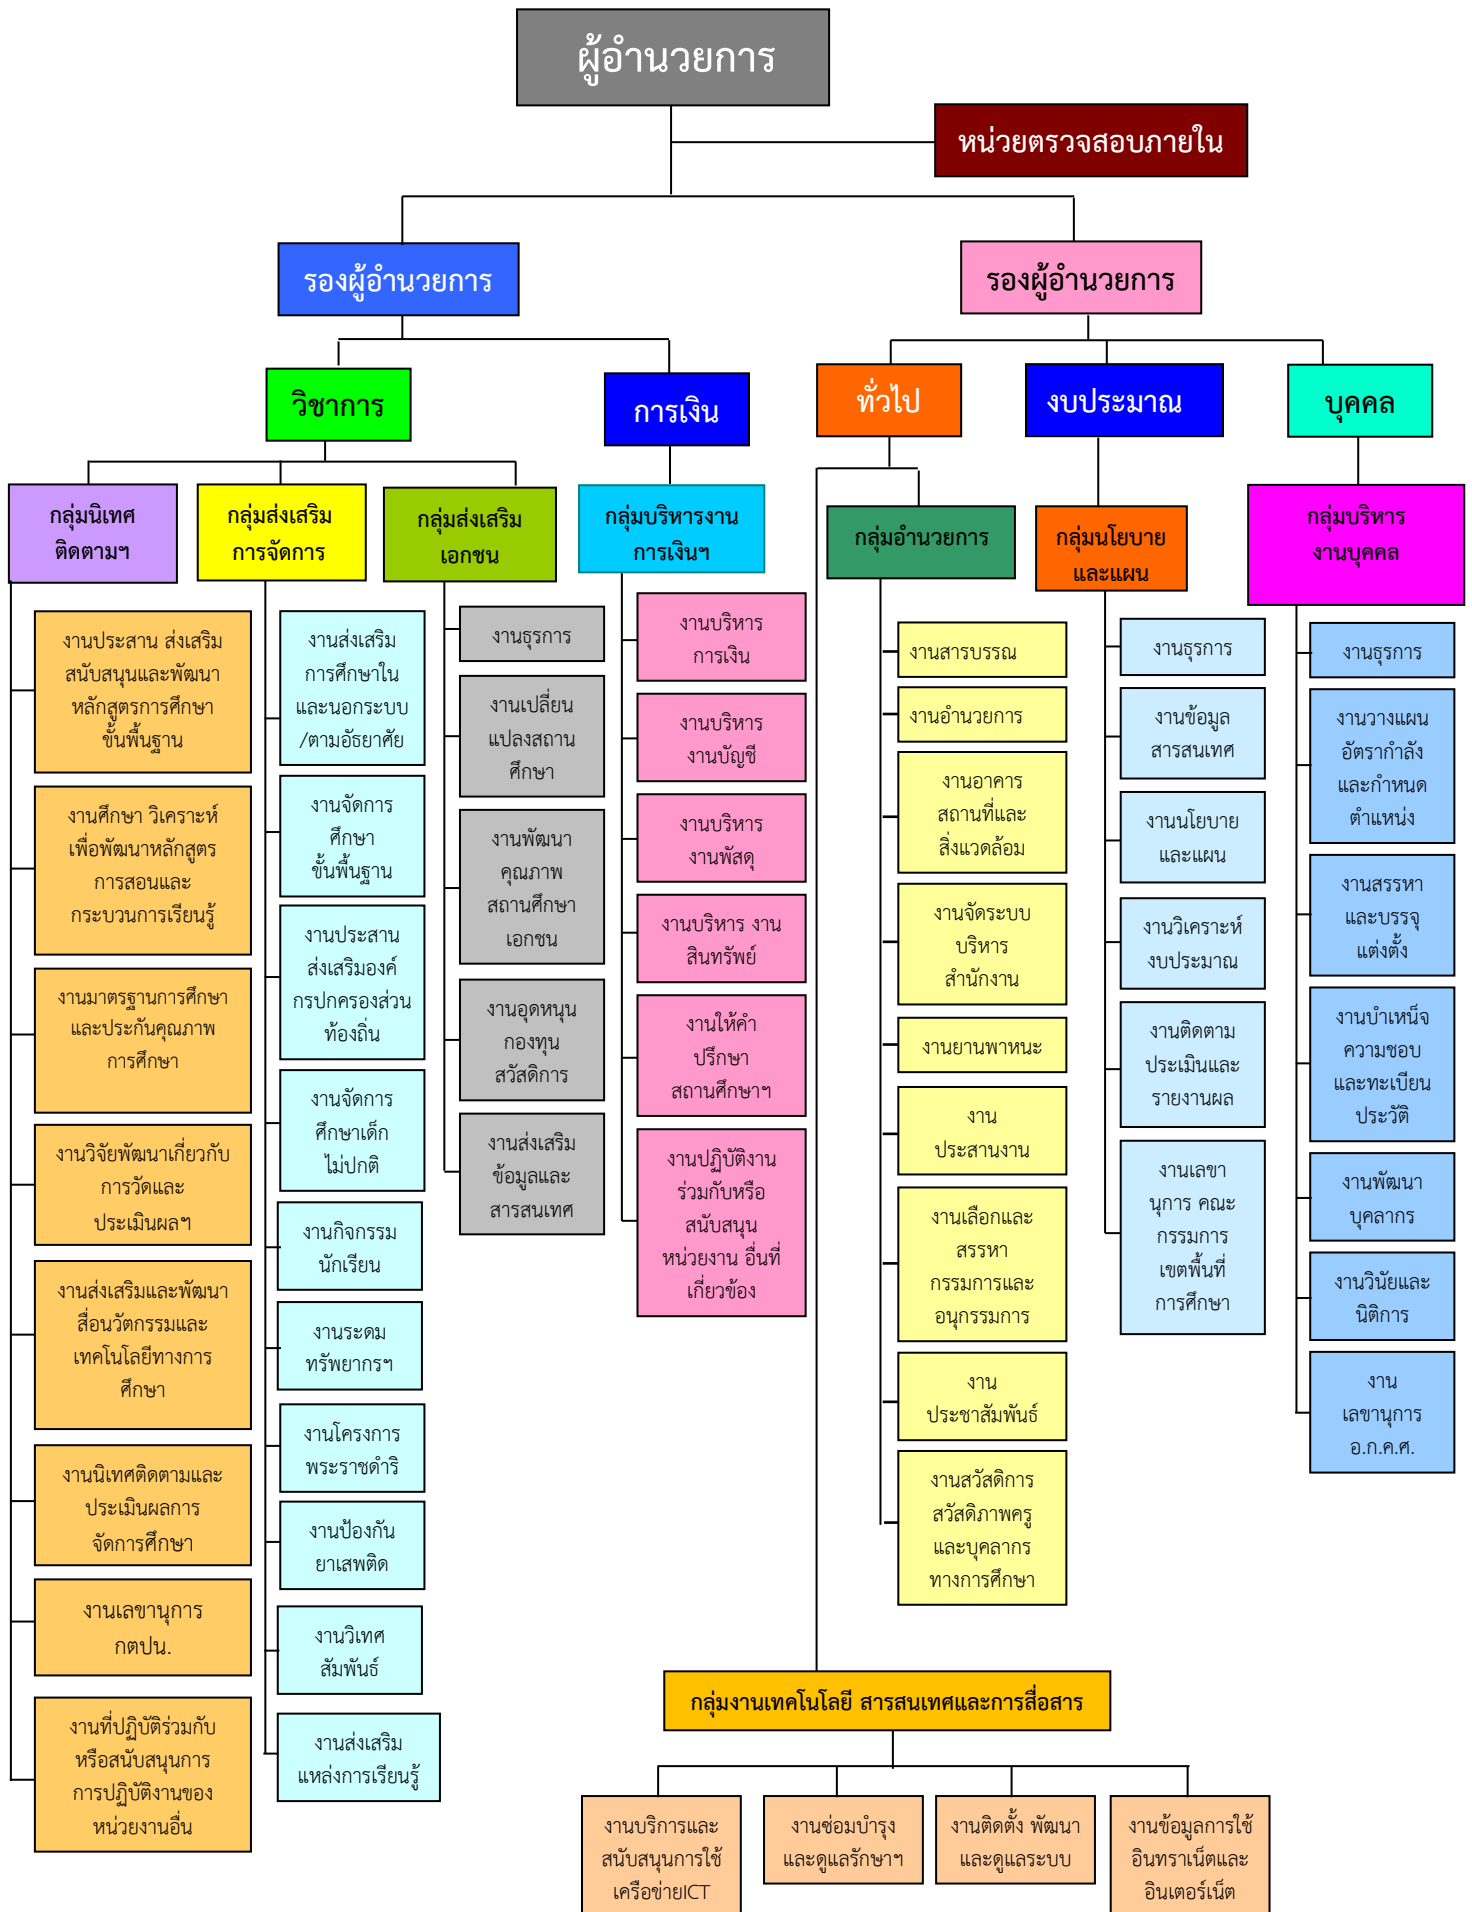 ผู้อำนวยการ
หน่วยตรวจสอบภายใน
รองผู้อำนวยการ
รองผู้อำนวยการ
วิชาการ
การเงิน
ทั่วไป
งบประมาณ
บุคคล
กลุ่มนิเทศ
ติดตามฯ
กลุ่มส่งเสริม
การจัดการ
กลุ่มส่งเสริม
เอกชน
กลุ่มบริหารงาน
การเงินฯ
กลุ่มอำนวยการ
กลุ่มนโยบาย
และแผน
กลุ่มบริหาร
งานบุคคล
งานประสาน ส่งเสริม
สนับสนุนและพัฒนา
หลักสูตรการศึกษา
ขั้นพื้นฐาน
งานศึกษา วิเคราะห์
เพื่อพัฒนาหลักสูตร
การสอนและ
กระบวนการเรียนรู้
งานมาตรฐานการศึกษา
และประกันคุณภาพ
การศึกษา
งานวิจัยพัฒนาเกี่ยวกับ
การวัดและ
ประเมินผลฯ
งานส่งเสริมและพัฒนา
สื่อนวัตกรรมและ
เทคโนโลยีทางการ
ศึกษา
งานนิเทศติดตามและ
ประเมินผลการ
จัดการศึกษา
งานเลขานุการ
กตปน.
งานที่ปฏิบัติร่วมกับ
หรือสนับสนุนการ
การปฏิบัติงานของ
หน่วยงานอื่น
งานส่งเสริม
การศึกษาใน
และนอกระบบ
/ตามอัธยาศัย
งานจัดการ
ศึกษา
ขั้นพื้นฐาน
งานประสาน
ส่งเสริมองค์
กรปกครองส่วน
ท้องถิ่น
งานจัดการ
ศึกษาเด็ก
ไม่ปกติ
งานกิจกรรม
นักเรียน
งานระดม
ทรัพยากรฯ
งานโครงการ
พระราชดำริ
งานป้องกัน
ยาเสพติด
งานวิเทศ
สัมพันธ์
งานส่งเสริม
แหล่งการเรียนรู้
งานธุรการ
งานเปลี่ยน
แปลงสถาน
ศึกษา
งานพัฒนา
คุณภาพ
สถานศึกษา
เอกชน
งานอุดหนุน
กองทุน
สวัสดิการ
งานส่งเสริม
ข้อมูลและ
สารสนเทศ
งานบริหาร
การเงิน
งานบริหาร
งานบัญชี
งานบริหาร
งานพัสดุ
งานบริหาร งาน
สินทรัพย์
งานให้คำ
ปรึกษา
สถานศึกษาฯ
งานปฏิบัติงาน
ร่วมกับหรือ
สนับสนุน
หน่วยงาน อื่นที่
เกี่ยวข้อง
งานสารบรรณ
งานอำนวยการ
งานอาคาร
สถานที่และ
สิ่งแวดล้อม
งานจัดระบบ
บริหาร
สำนักงาน
งานยานพาหนะ
งาน
ประสานงาน
งานเลือกและ
สรรหา
กรรมการและ
อนุกรรมการ
งาน
ประชาสัมพันธ์
งานสวัสดิการ
สวัสดิภาพครู
และบุคลากร
ทางการศึกษา
งานธุรการ
งานข้อมูล
สารสนเทศ
งานนโยบาย
และแผน
งานวิเคราะห์
งบประมาณ
งานติดตาม
ประเมินและ
รายงานผล
งานเลขา
นุการ คณะ
กรรมการ
เขตพื้นที่
การศึกษา
งานธุรการ
งานวางแผน
อัตรากำลัง
และกำหนด
ตำแหน่ง
งานสรรหา
และบรรจุ
แต่งตั้ง
งานบำเหน็จ
ความชอบ
และทะเบียน
ประวัติ
งานพัฒนา
บุคลากร
งานวินัยและ
นิติการ
งาน
เลขานุการ
อ.ก.ค.ศ.
กลุ่มงานเทคโนโลยี สารสนเทศและการสื่อสาร
งานบริการและ
สนับสนุนการใช้
เครือข่ายICT
งานซ่อมบำรุง
และดูแลรักษาฯ
งานติดตั้ง พัฒนา
และดูแลระบบ
งานข้อมูลการใช้
อินทราเน็ตและ
อินเตอร์เน็ต